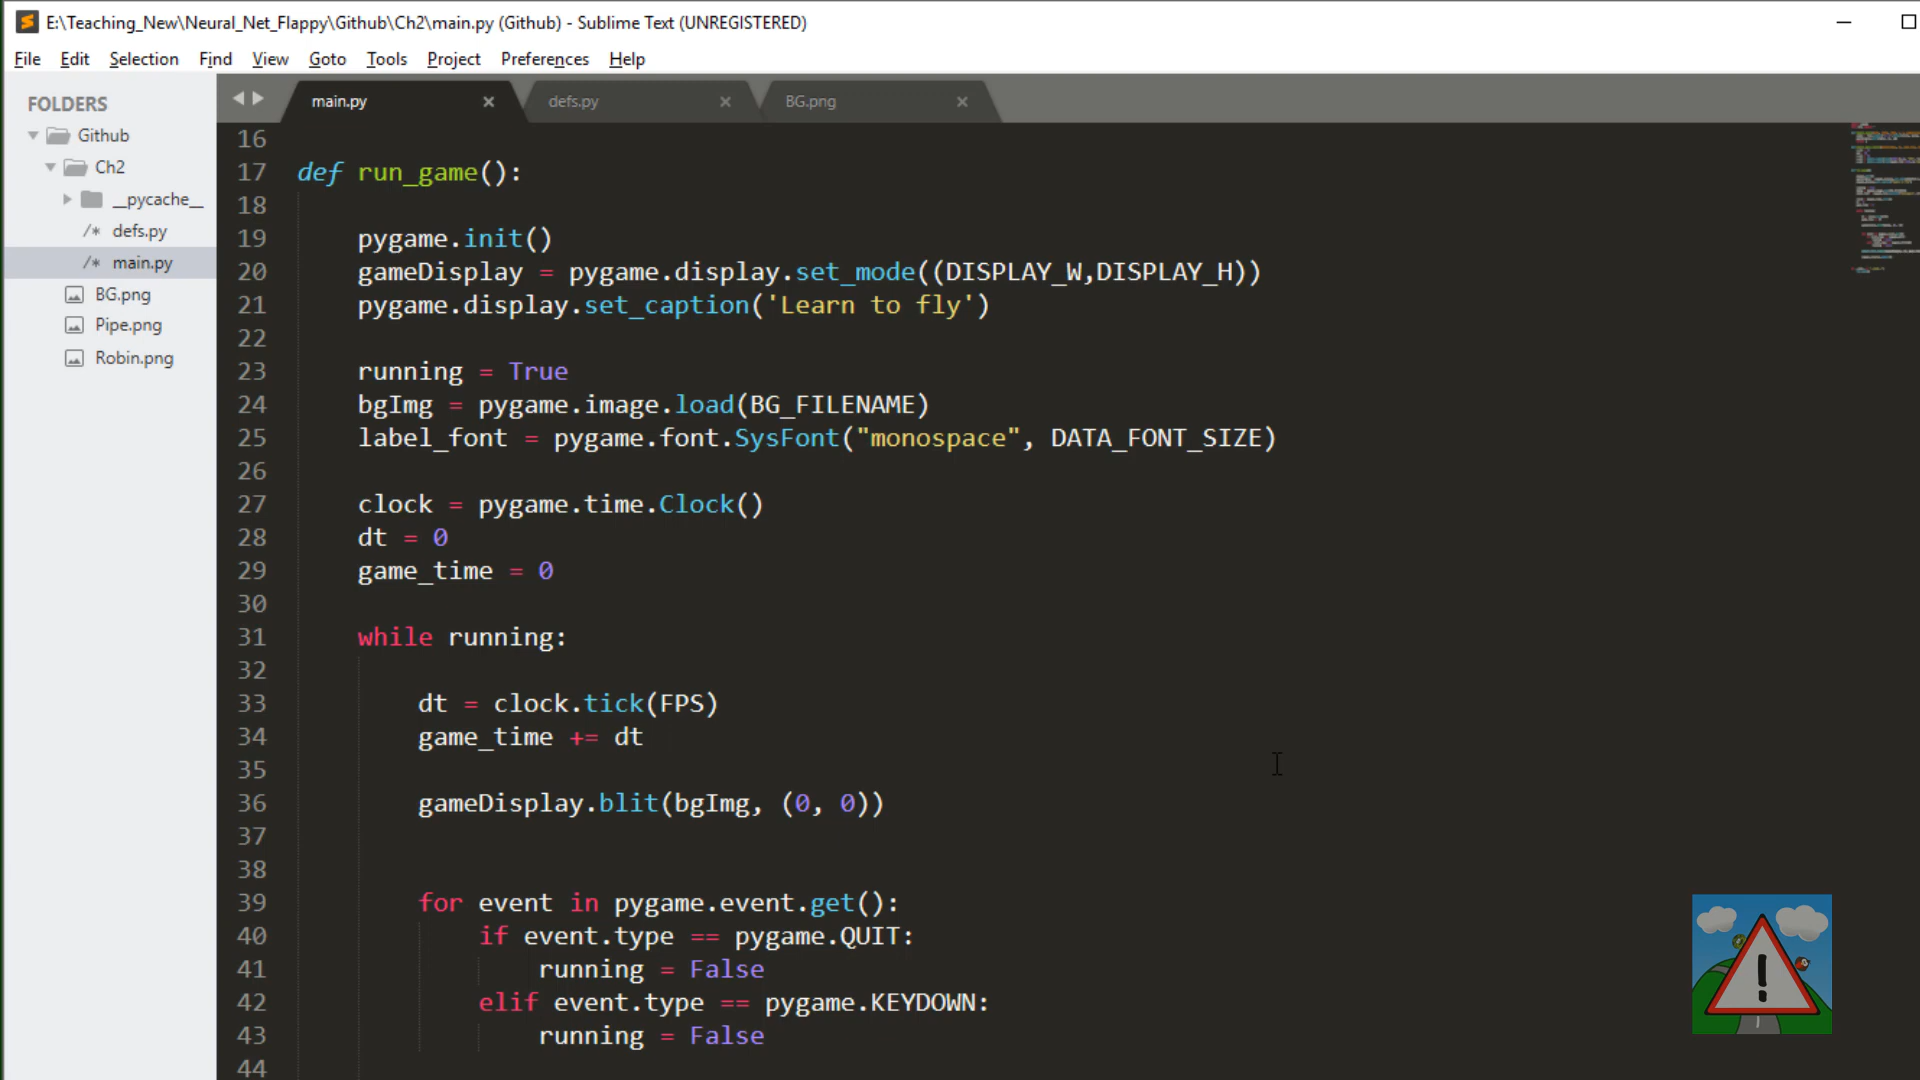 E:\Teaching_New\Neural_Net_Flappy\Github\Ch2\main.py (Github) - Sublime Text (UNREGISTERED)
File Edit Selection Find View Goto Tools Project Preferences Help
FOLDERS
Github
Ch2
__pycache__
/* defs.py
/* main.py
BG.png
Pipe.png
Robin.png
main.py defs.py BG.png
16
17 def run_game():
18
19 pygame.init()
20 gameDisplay = pygame.display.set_mode((DISPLAY_W,DISPLAY_H))
21 pygame.display.set_caption('Learn to fly')
22
23 running = True
24 bgImg = pygame.image.load(BG_FILENAME)
25 label_font = pygame.font.SysFont("monospace", DATA_FONT_SIZE)
26
27 clock = pygame.time.Clock()
28 dt = 0
29 game_time = 0
30
31 while running:
32
33 dt = clock.tick(FPS)
34 game_time += dt
35
36 gameDisplay.blit(bgImg, (0, 0))
37
38
39 for event in pygame.event.get():
40 if event.type == pygame.QUIT:
41 running = False
42 elif event.type == pygame.KEYDOWN:
43 running = False
44
!